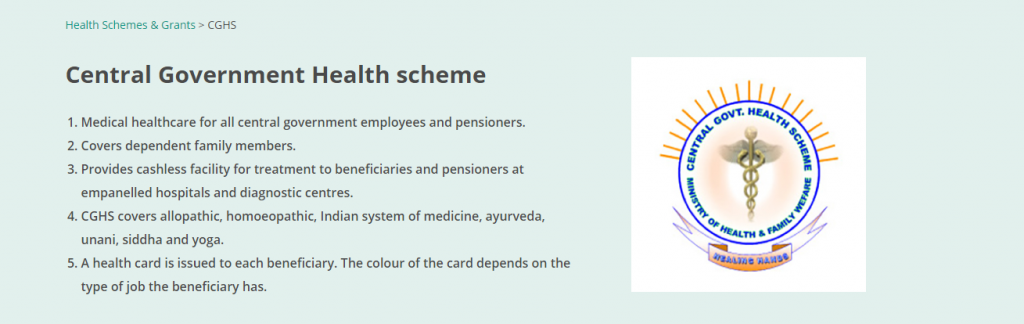 Health Schemes & Grants > CGHS
Central Government Health scheme
1. Medical healthcare for all central government employees and pensioners.
2. Covers dependent family members.
3. Provides cashless facility for treatment to beneficiaries and pensioners at
empanelled hospitals and diagnostic centres.
4. CGHS covers allopathic, homoeopathic, Indian system of medicine, ayurveda,
unani, siddha and yoga.
5. A health card is issued to each beneficiary. The colour of the card depends on the
type of job the beneficiary has.
CENTRAL GOVT. HEALTH SCHEME
MINISTRY OF HEALTH & FAMILY WEFARE
HEALING HANDS